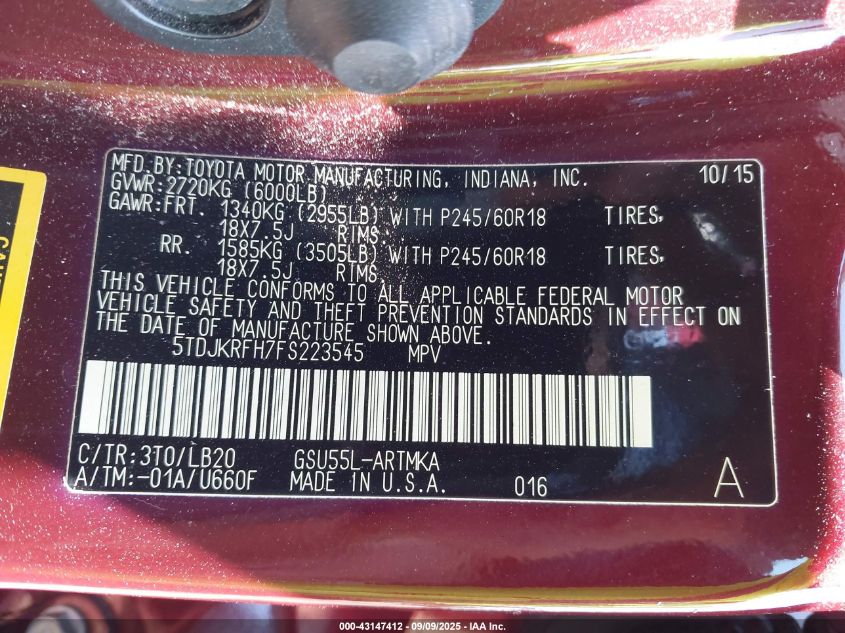 MFD.BY:TOYOTA MOTOR MANUFACTURING, INDIANA, INC. 10/15
GVWR:2720KG (6000LB)
GAWR:FRT. 1340KG (2955LB) WITH P245/60R18 TIRES,
18X7.5J RIMS
RR. 1585KG (3505LB) WITH P245/60R18 TIRES,
18X7.5J RIMS
THIS VEHICLE CONFORMS TO ALL APPLICABLE FEDERAL MOTOR
VEHICLE SAFETY AND THEFT PREVENTION STANDARDS IN EFFECT ON
THE DATE OF MANUFACTURE SHOWN ABOVE.
5TDJKRFH7FS223545 MPV
C/TR:3T0/LB20 GSU55L-ARTMKA
A/TM:-01A/U660F MADE IN U.S.A. 016 A
000-43147412 - 09/09/2025 - IAA Inc.